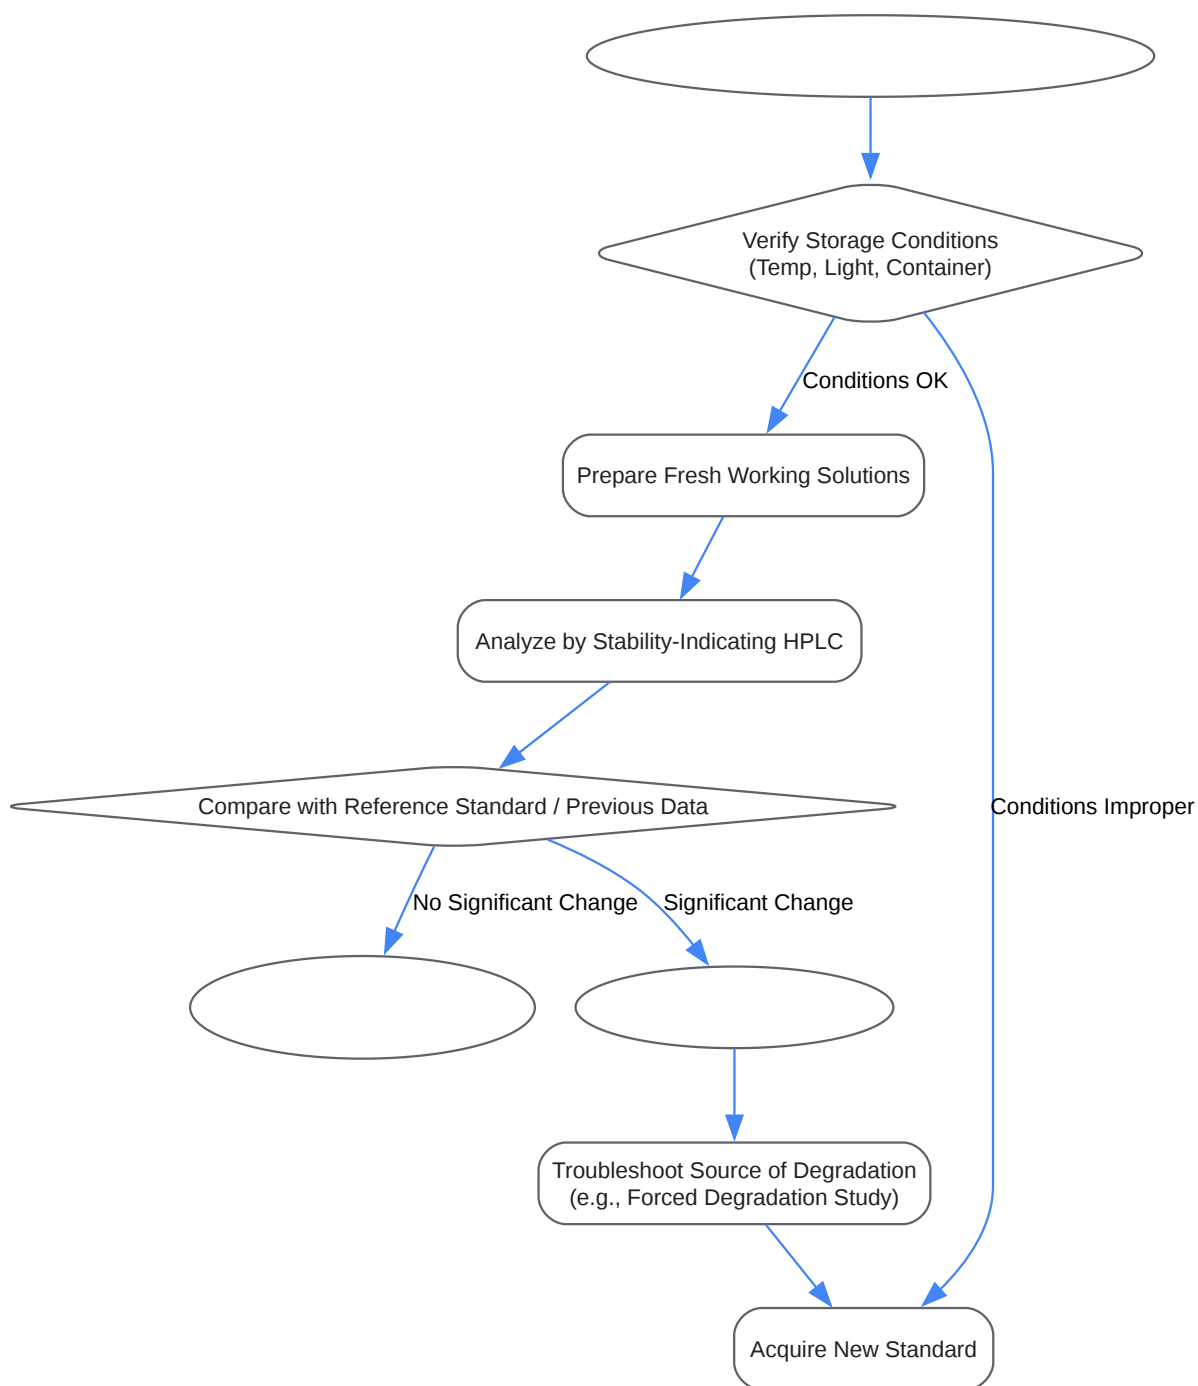 Verify Storage Conditions
(Temp, Light, Container)
Conditions OK
Prepare Fresh Working Solutions
Analyze by Stability-Indicating HPLC
Compare with Reference Standard / Previous Data
Conditions Improper
No Significant Change
Significant Change
Troubleshoot Source of Degradation
(e.g., Forced Degradation Study)
Acquire New Standard